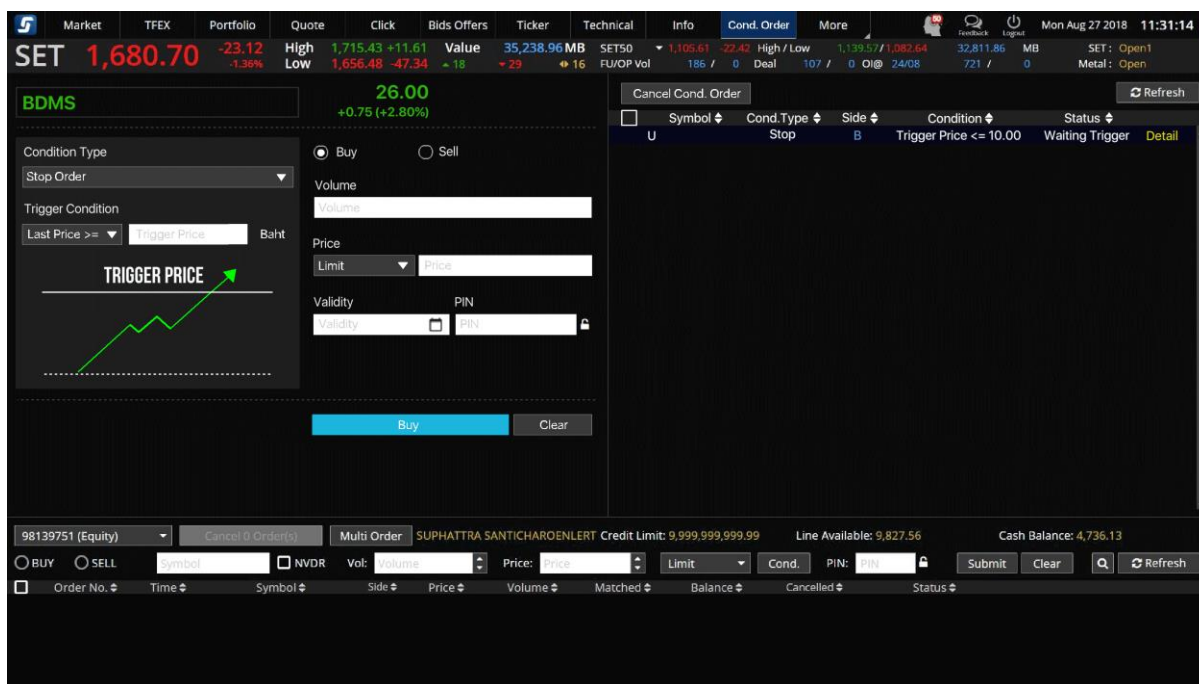 Market TFEX Portfolio Quote Click Bids Offers Ticker Technical Info Cond. Order More Feedback Logout Mon Aug 27 2018 11:31:14
SET 1,680.70 -23.12 -1.36%
High 1,715.43 +11.61 Value 35,238.96 MB SET50 1,105.61 -22.42 High / Low 1,139.57 / 1,082.64 32,811.86 MB SET : Open1
Low 1,656.48 -47.34 18 29 16 FU/OP Vol 186 / 0 Deal 107 / 0 OI@ 24/08 721 / 0 Metal : Open
BDMS 26.00
+0.75 (+2.80%)
Condition Type
Stop Order
Trigger Condition
Last Price >= Trigger Price Baht
TRIGGER PRICE
Buy Sell
Volume
Volume
Price
Limit Price
Validity PIN
Validity PIN
Buy Clear
Cancel Cond. Order Refresh
Symbol Cond.Type Side Condition Status
U Stop B Trigger Price <= 10.00 Waiting Trigger Detail
98139751 (Equity) Cancel 0 Order(s) Multi Order SUPHATTRA SANTICHAROENLERT Credit Limit: 9,999,999,999.99 Line Available: 9,827.56 Cash Balance: 4,736.13
BUY SELL Symbol NVDR Vol: Volume Price: Price Limit Cond. PIN: PIN Submit Clear Refresh
Order No. Time Symbol Side Price Volume Matched Balance Cancelled Status